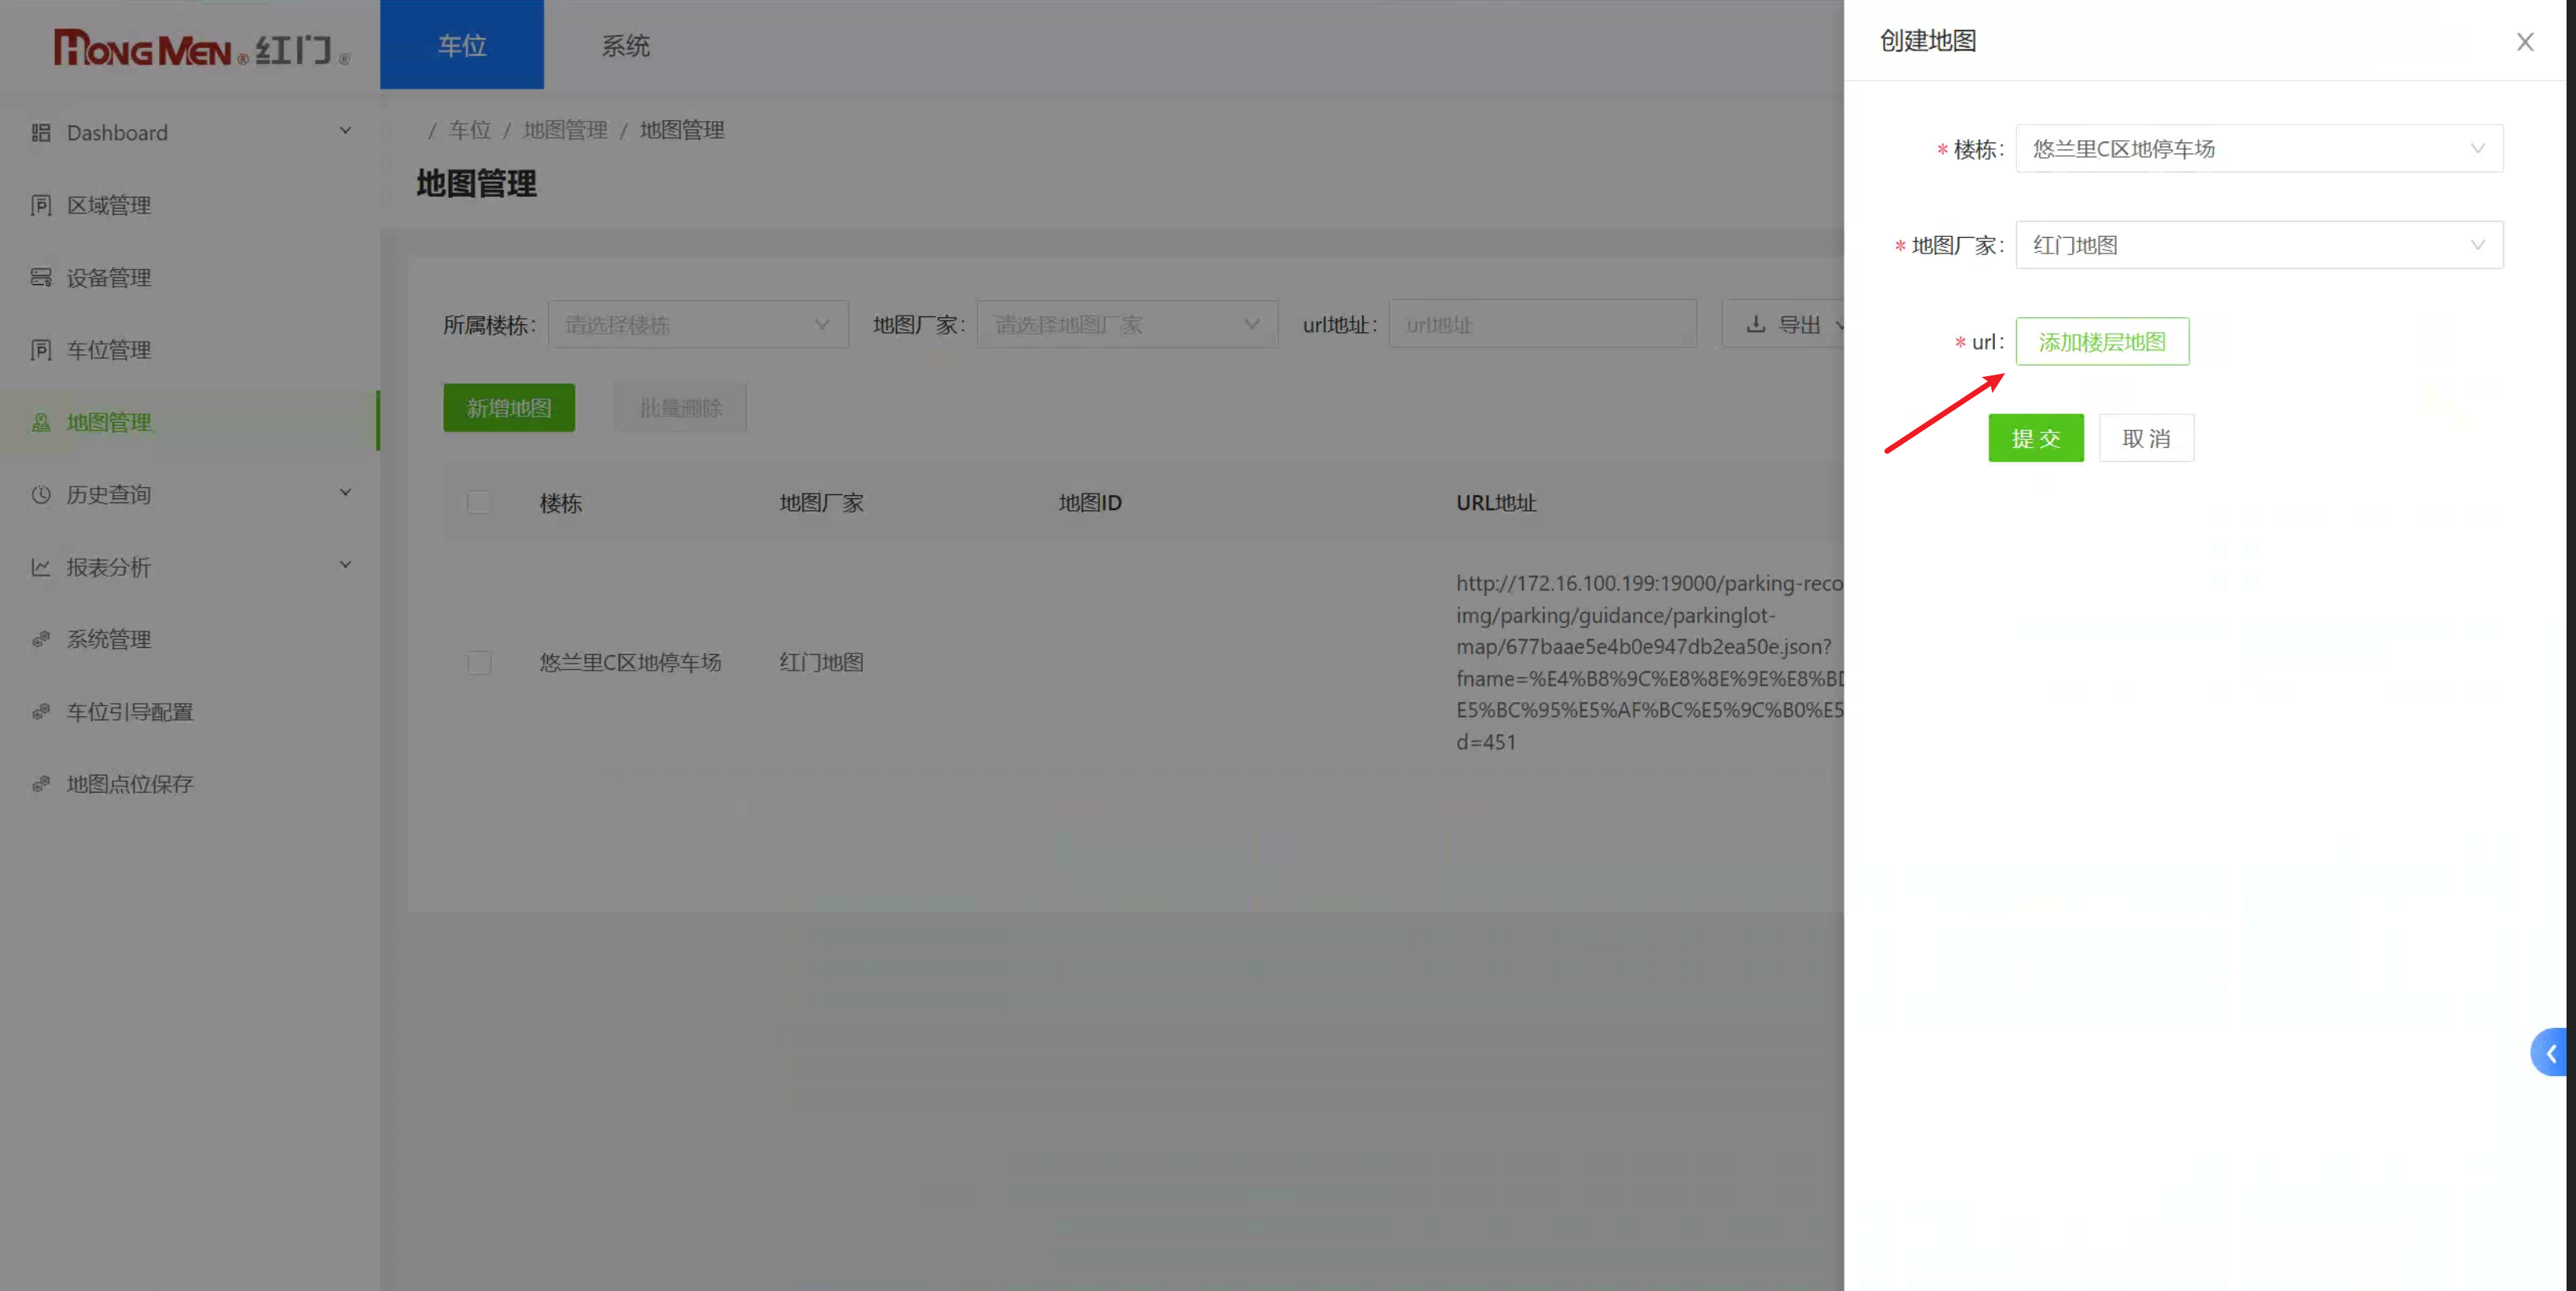 HONG MEN® 红门®
车位
系统
Dashboard
区域管理
设备管理
车位管理
地图管理
历史查询
报表分析
系统管理
车位引导配置
地图点位保存
/ 车位 / 地图管理 / 地图管理
地图管理
所属楼栋: 请选择楼栋 地图厂家: 请选择地图厂家 url地址: url地址 导出
新增地图 批量删除
楼栋 地图厂家 地图ID URL地址
悠兰里C区地停车场 红门地图
http://172.16.100.199:19000/parking-reco
img/parking/guidance/parkinglot-
map/677baae5e4b0e947db2ea50e.json?
fname=%E4%B8%9C%E8%8E%9E%E8%BD
E5%BC%95%E5%AF%BC%E5%9C%B0%E5
d=451
创建地图
* 楼栋: 悠兰里C区地停车场
* 地图厂家: 红门地图
* url: 添加楼层地图
提 交 取 消